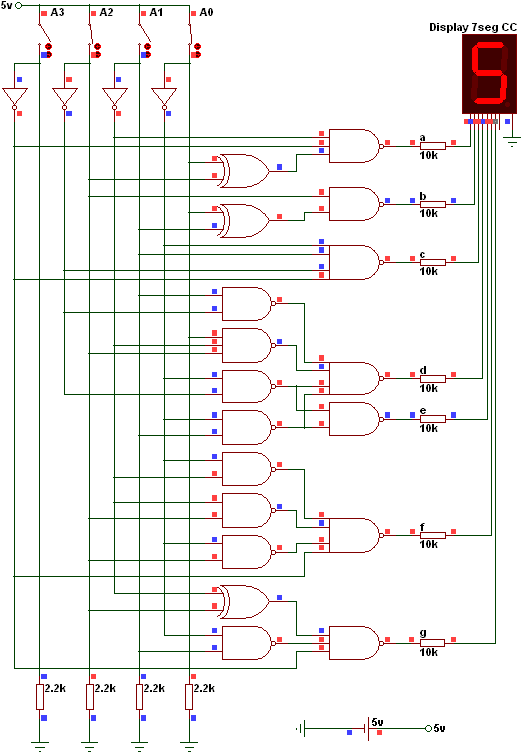 5v A3 A2 A1 A0
Display 7seg CC
a
10k
b
10k
c
10k
d
10k
e
10k
f
10k
g
10k
2.2k 2.2k 2.2k 2.2k
5v 5v